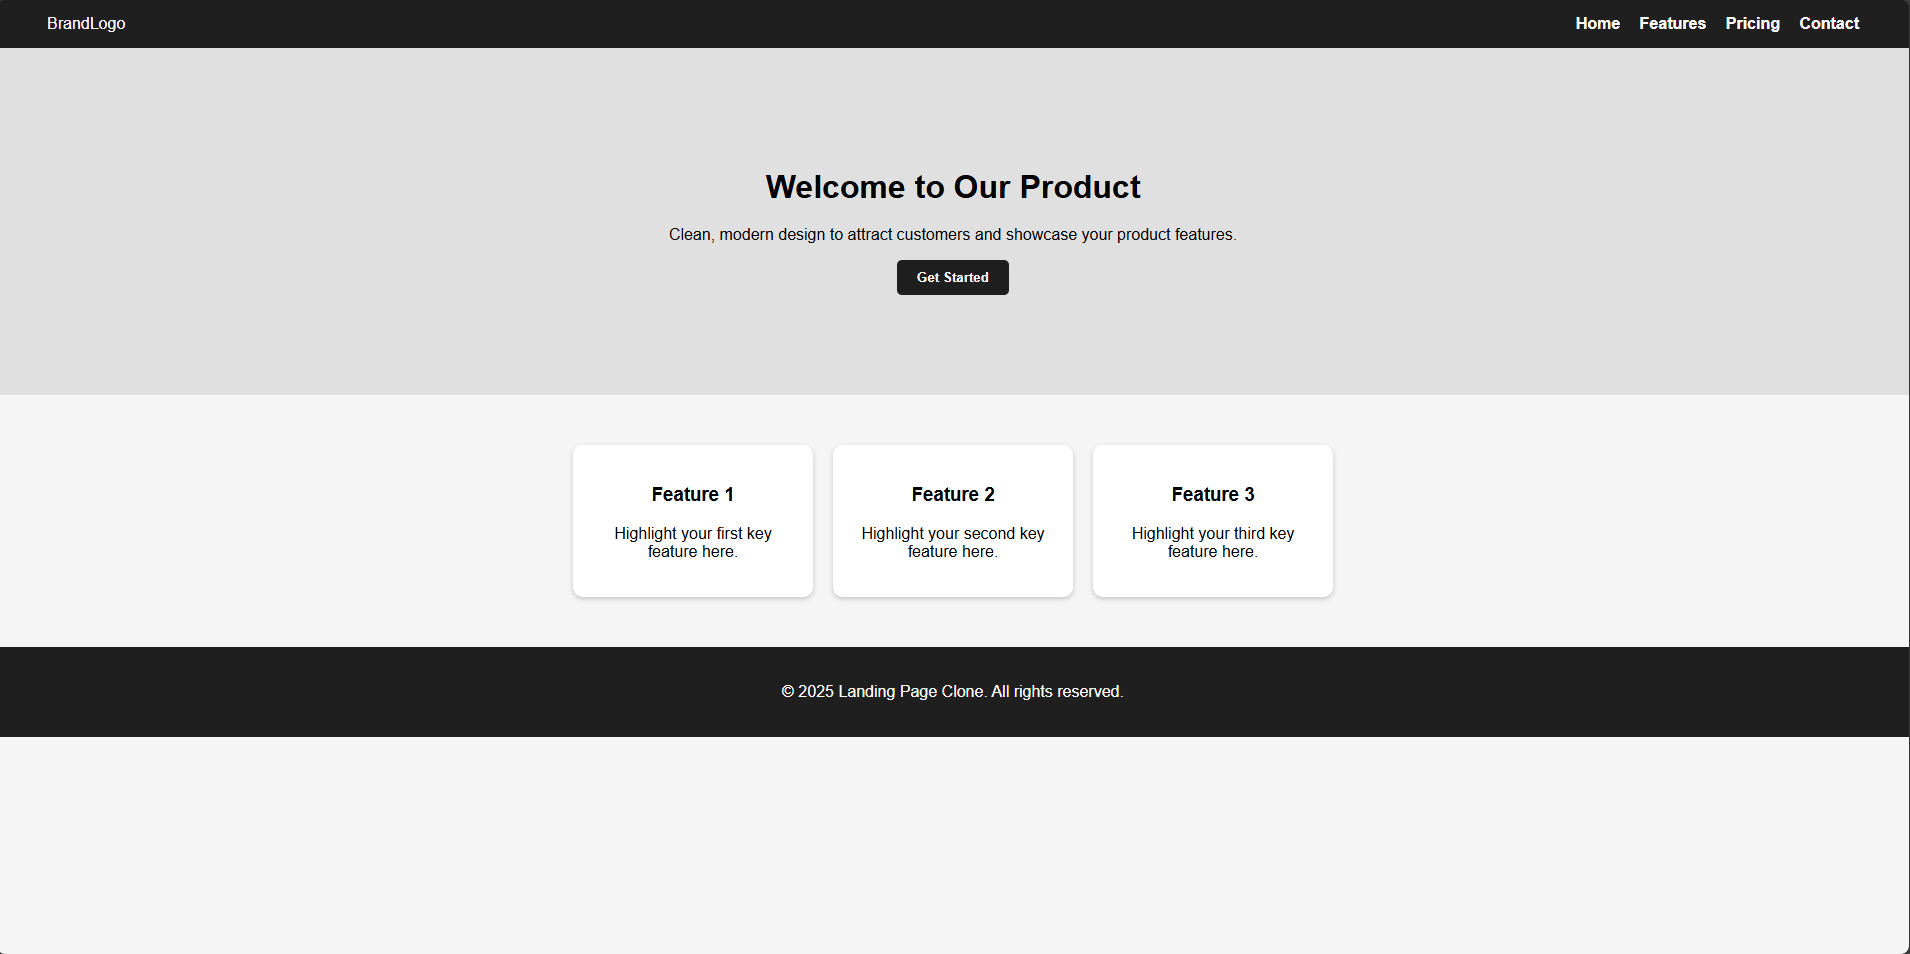 BrandLogo
Home Features Pricing Contact
Welcome to Our Product
Clean, modern design to attract customers and showcase your product features.
Get Started
Feature 1
Highlight your first key
feature here.
Feature 2
Highlight your second key
feature here.
Feature 3
Highlight your third key
feature here.
© 2025 Landing Page Clone. All rights reserved.